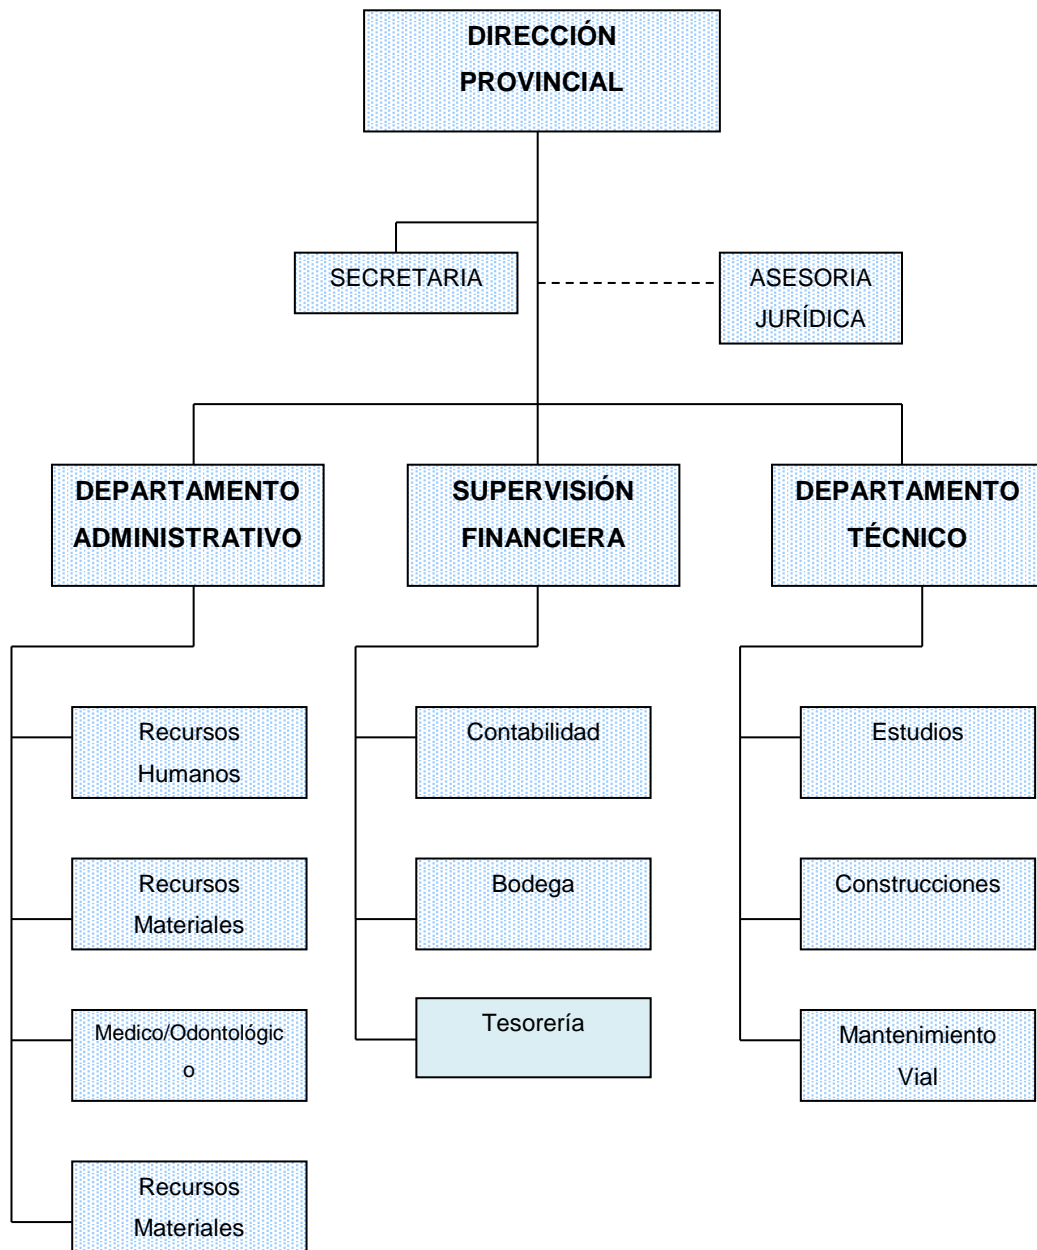 DIRECCIÓN
PROVINCIAL
SECRETARIA
ASESORIA
JURÍDICA
DEPARTAMENTO
ADMINISTRATIVO
SUPERVISIÓN
FINANCIERA
DEPARTAMENTO
TÉCNICO
Recursos
Humanos
Recursos
Materiales
Medico/Odontológic
o
Recursos
Materiales
Contabilidad
Bodega
Tesorería
Estudios
Construcciones
Mantenimiento
Vial